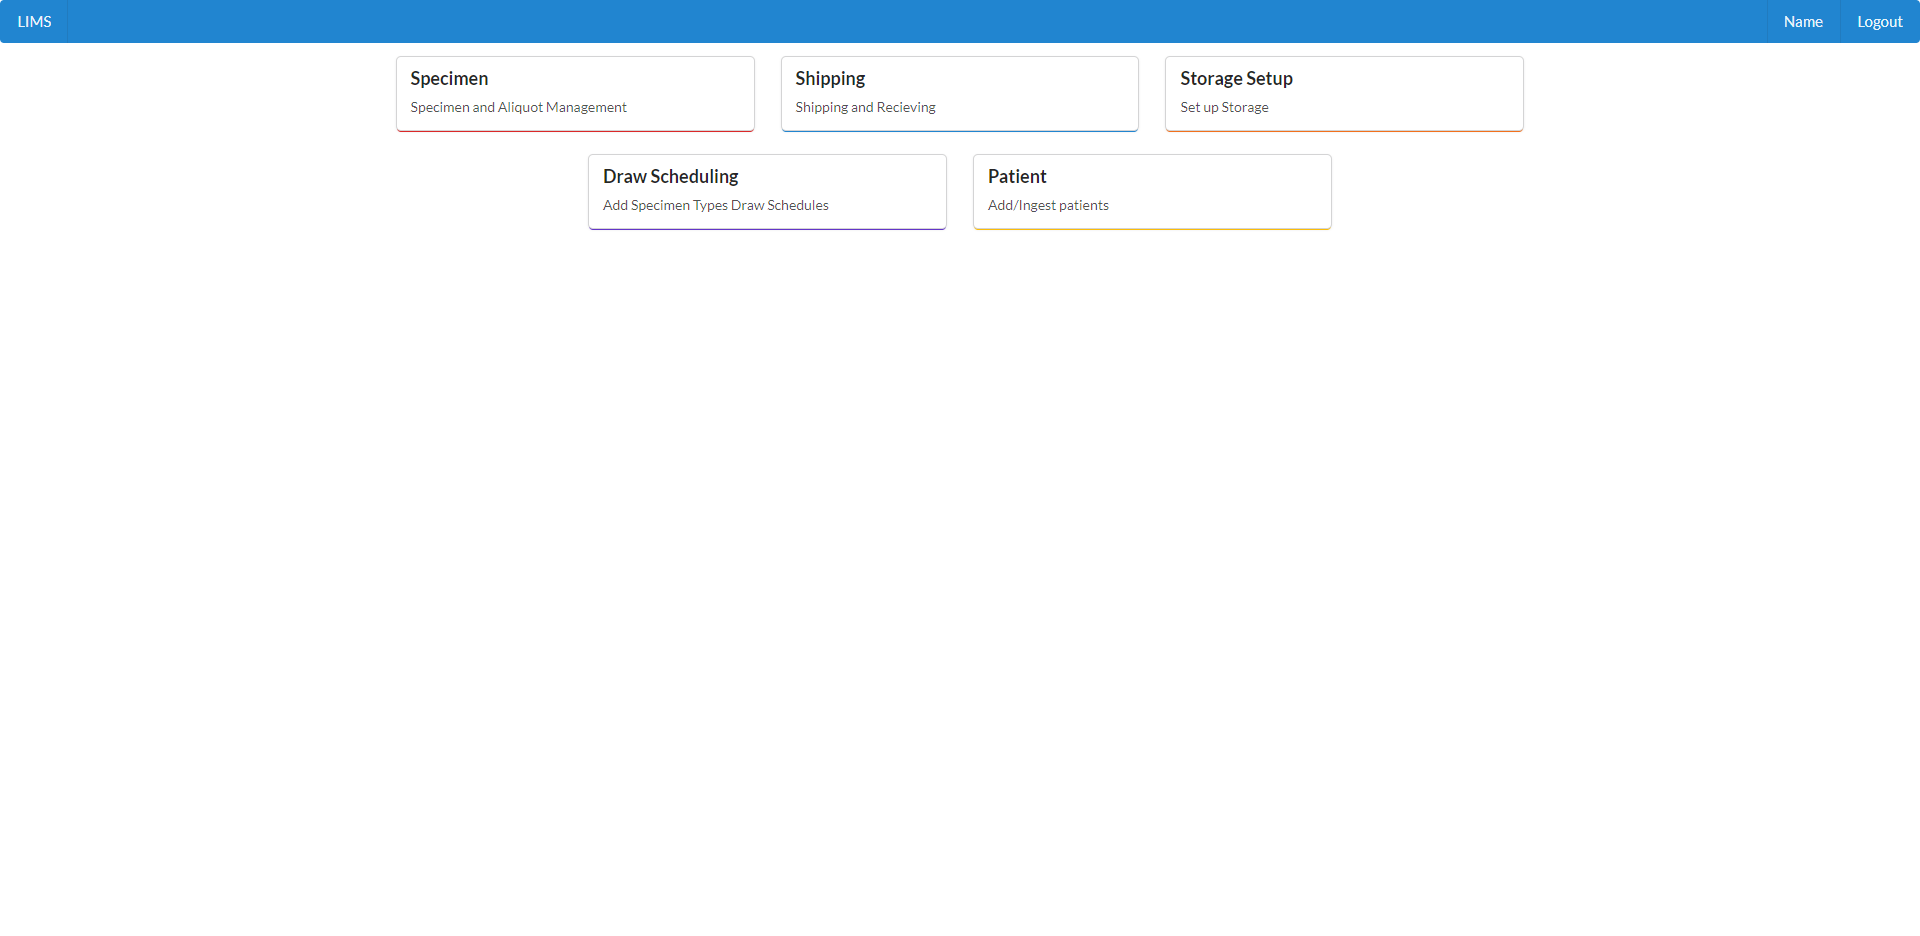 LIMS
Name
Logout
Specimen
Specimen and Aliquot Management
Shipping
Shipping and Recieving
Storage Setup
Set up Storage
Draw Scheduling
Add Specimen Types Draw Schedules
Patient
Add/Ingest patients